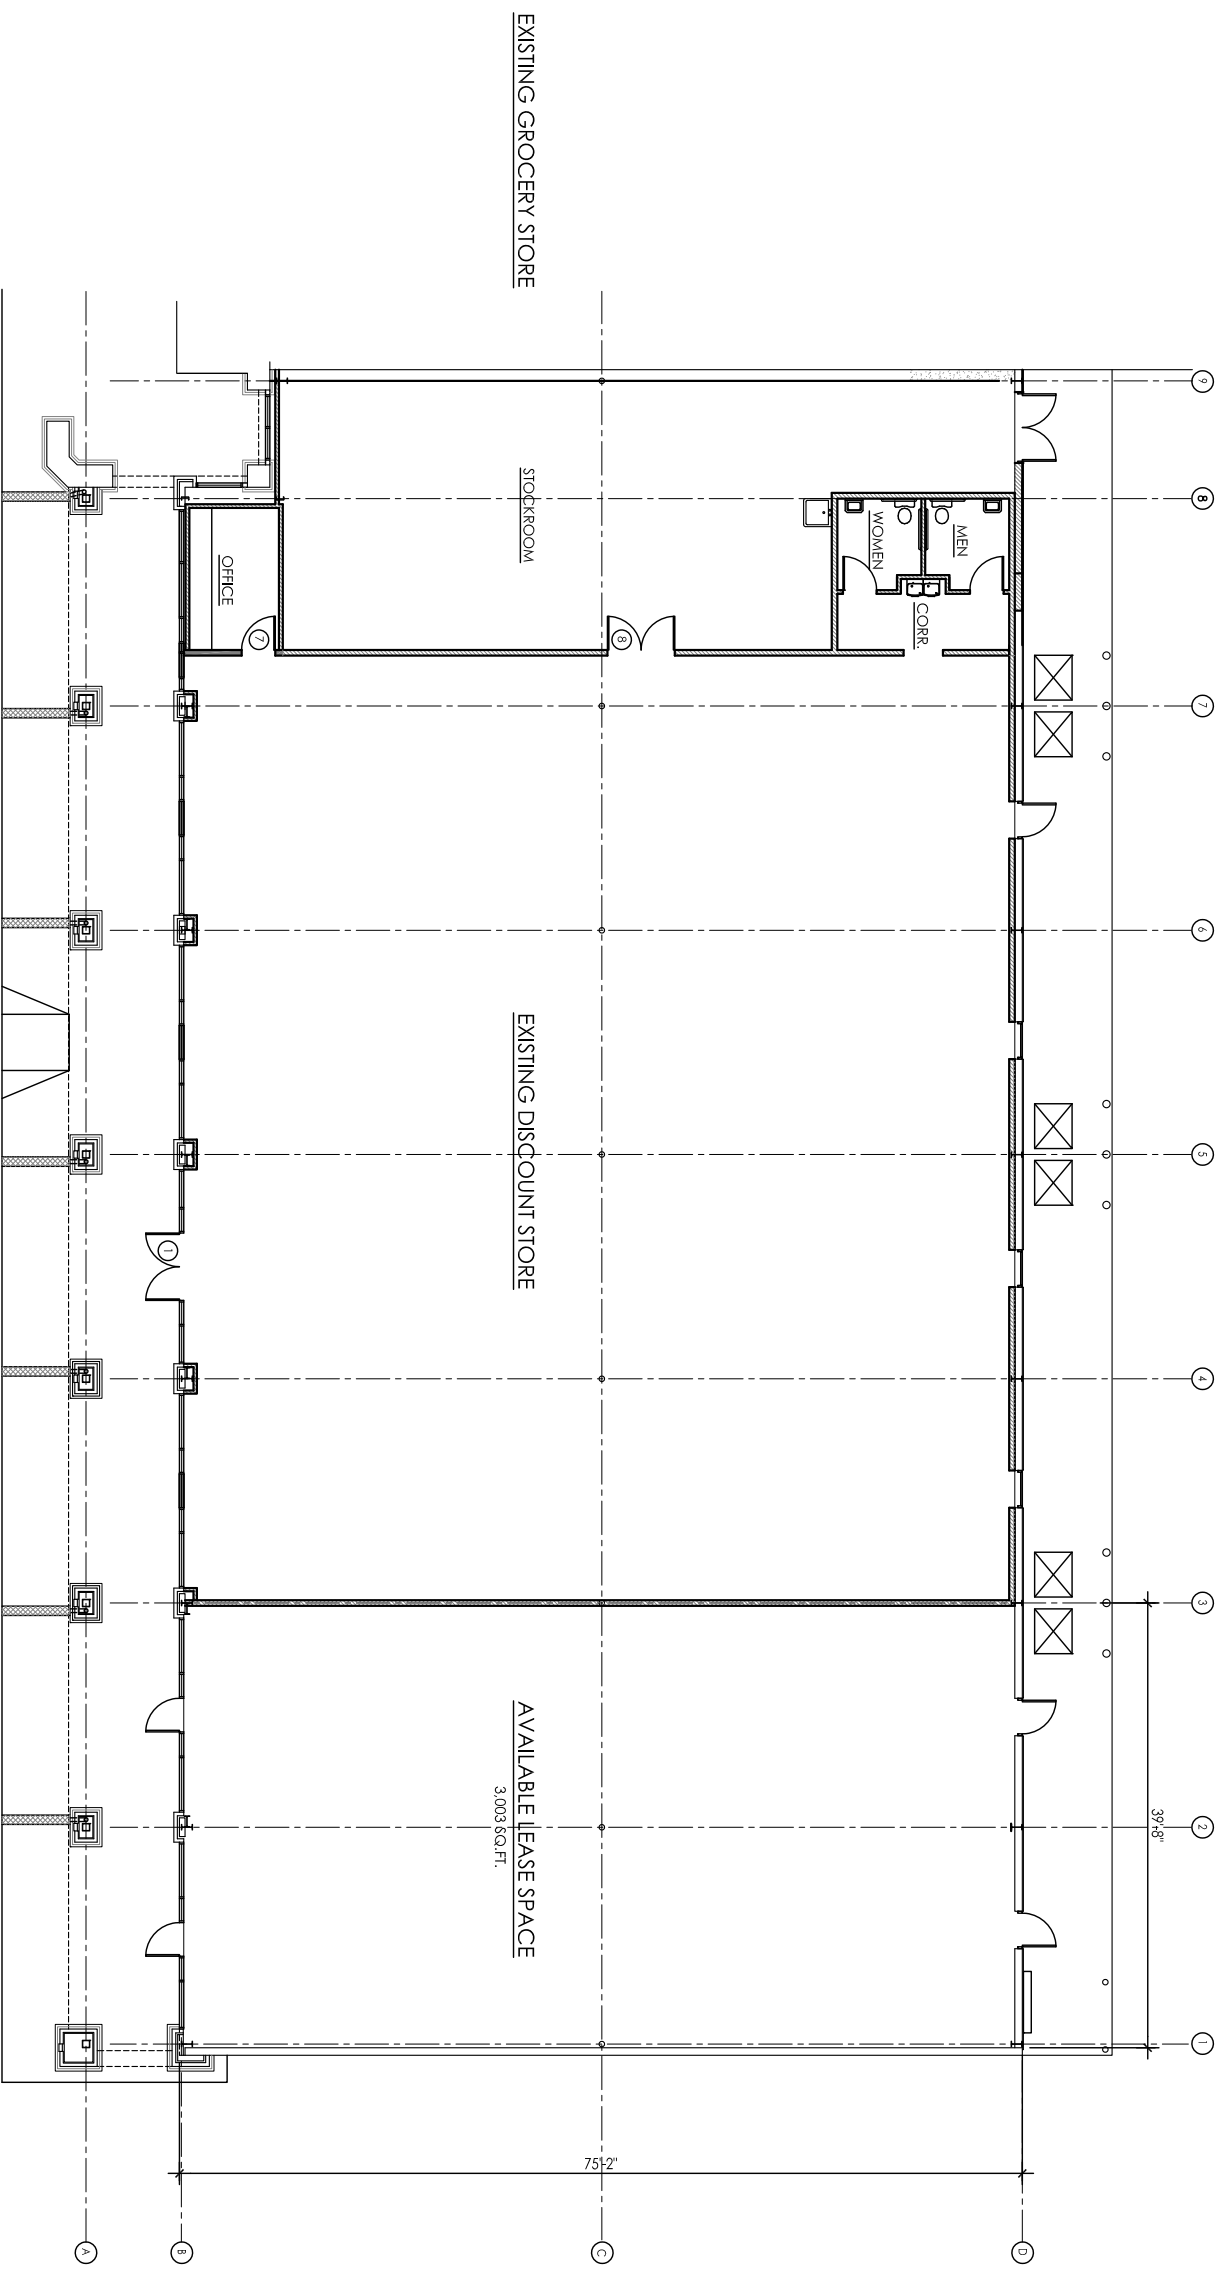 EXISTING GROCERY STORE
9
8
7
6
5
4
3
2
1
STOCKROOM
WOMEN
MEN
OFFICE
CORR.
7
8
EXISTING DISCOUNT STORE
1
AVAILABLE LEASE SPACE
3,003 SQ.FT.
39'-8"
75'-2"
A
B
C
D